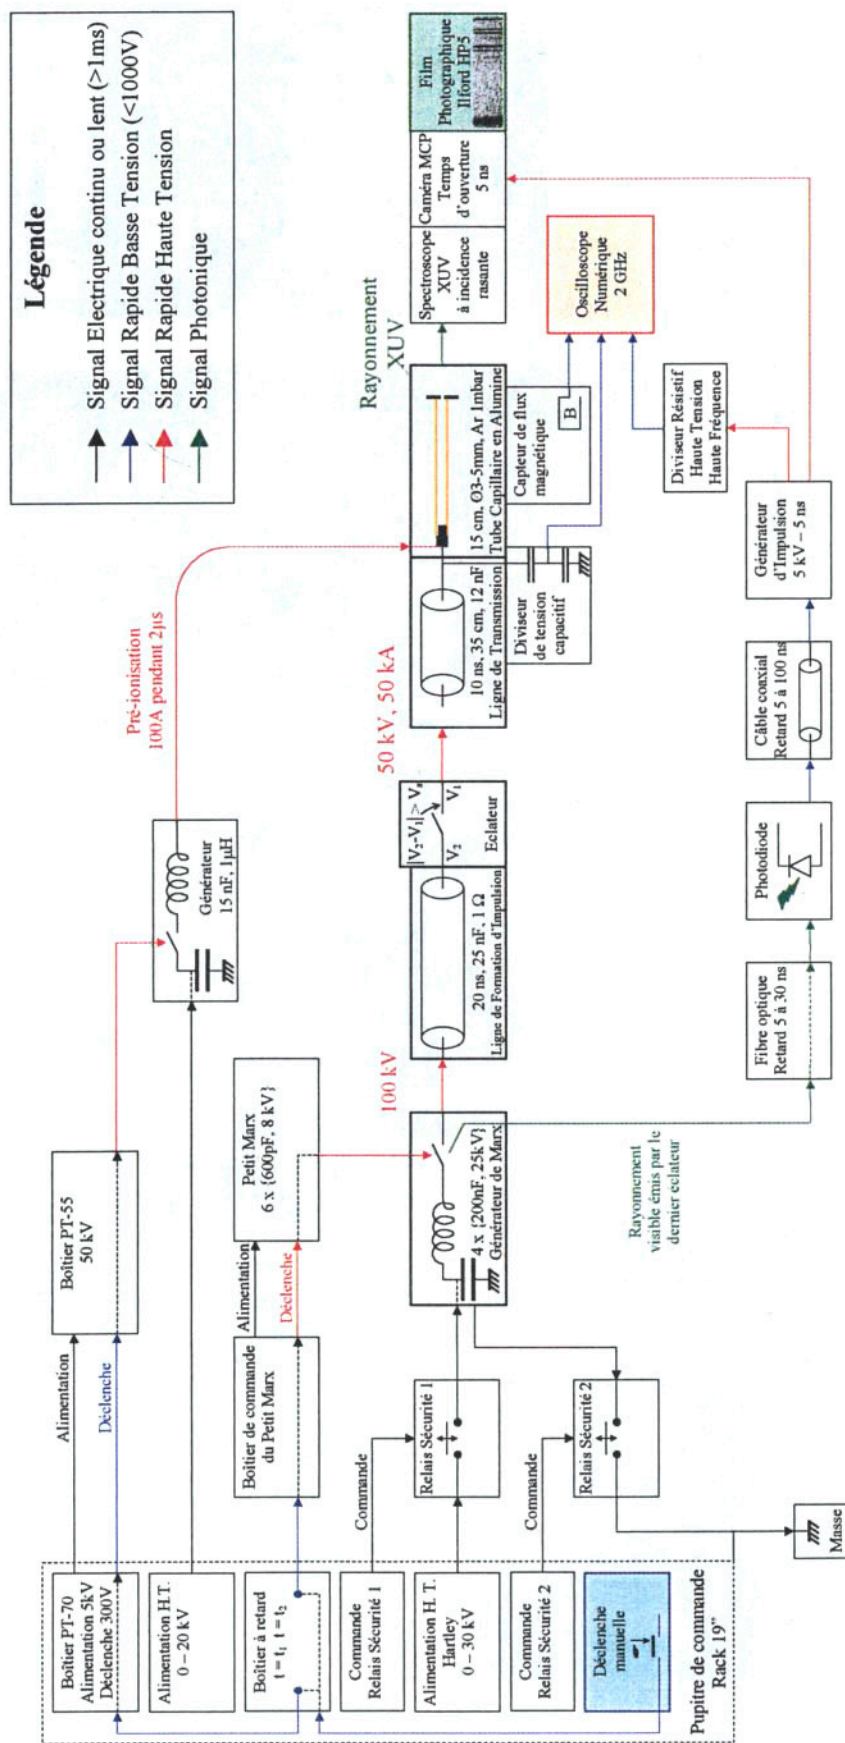 Légende
Signal Electrique continu ou lent (>1ms)
Signal Rapide Basse Tension (<1000V)
Signal Rapide Haute Tension
Signal Photonique
Boîtier PT-70
Alimentation 5kV
Déclenche 300V
Alimentation
Déclenche
Boîtier PT-55
50 kV
Alimentation H.T.
0 – 20 kV
Générateur
15 nF, 1µH
Pré-ionisation
100A pendant 2µs
Boîtier à retard
t = t₁ t = t₂
Boîtier de commande
du Petit Marx
Alimentation
Déclenche
Petit Marx
6 x {600pF, 8 kV}
Commande
Relais Sécurité 1
Commande
Relais Sécurité 1
Alimentation H. T.
Hartley
0 – 30 kV
4 x {200nF, 25kV}
Générateur de Marx
100 kV
20 ns, 25 nF, 1 Ω
Ligne de Formation d'Impulsion
|V₂-V₁| >
V₂
V₁
Eclateur
50 kV, 50 kA
10 ns, 35 cm, 12 nF
Ligne de Transmission
Diviseur
de tension
capacitif
15 cm, O3-5mm, Ar 1mbar
Tube Capillaire en Alumine
Capteur de flux
magnétique
B
Rayonnement
XUV
Spectroscope
XUV
à incidence
rasante
Caméra MCP
Temps
d'ouverture
5 ns
Film
Photographique
Ilford HP5
Oscilloscope
Numérique
2 GHz
Commande
Relais Sécurité 2
Commande
Relais Sécurité 2
Déclenche
manuelle
Pupitre de commande
Rack 19"
Masse
Rayonnement
visible émis par le
dernier éclateur
Fibre optique
Retard 5 à 30 ns
Photodiode
Câble coaxial
Retard 5 à 100 ns
Générateur
d'Impulsion
5 kV – 5 ns
Diviseur Résistif
Haute Tension
Haute Fréquence